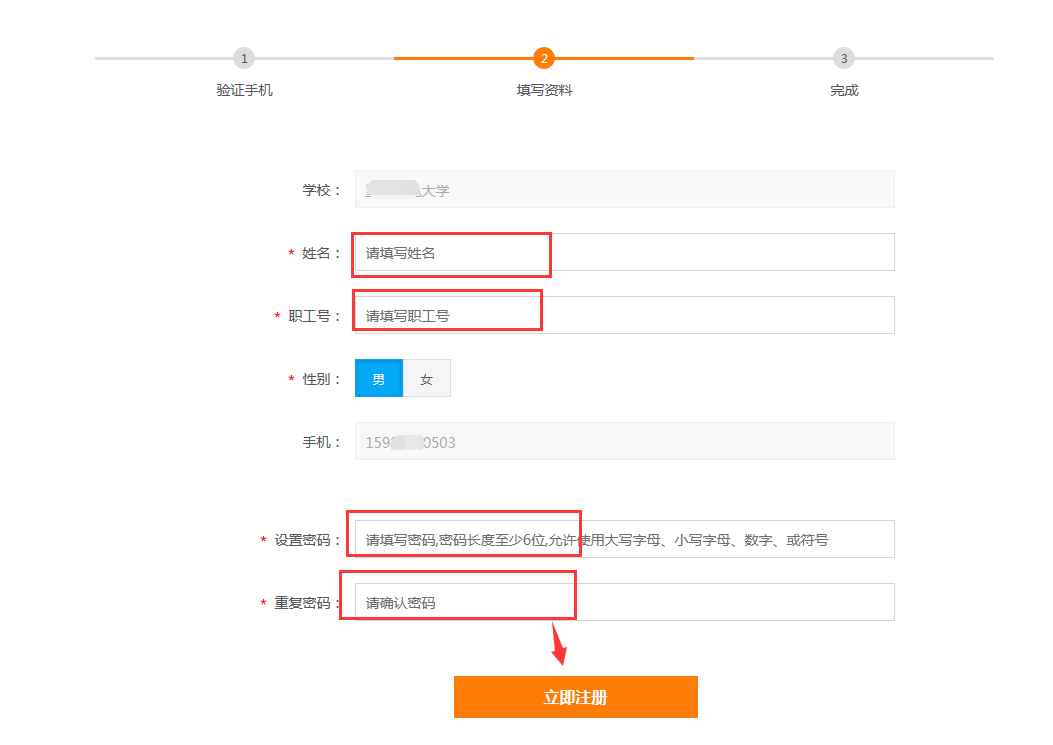 1 2 3
验证手机 填写资料 完成
学校： 大学
* 姓名： 请填写姓名
* 职工号： 请填写职工号
* 性别： 男 女
手机： 159 0503
* 设置密码： 请填写密码,密码长度至少6位,允许使用大写字母、小写字母、数字、或符号
* 重复密码： 请确认密码
立即注册